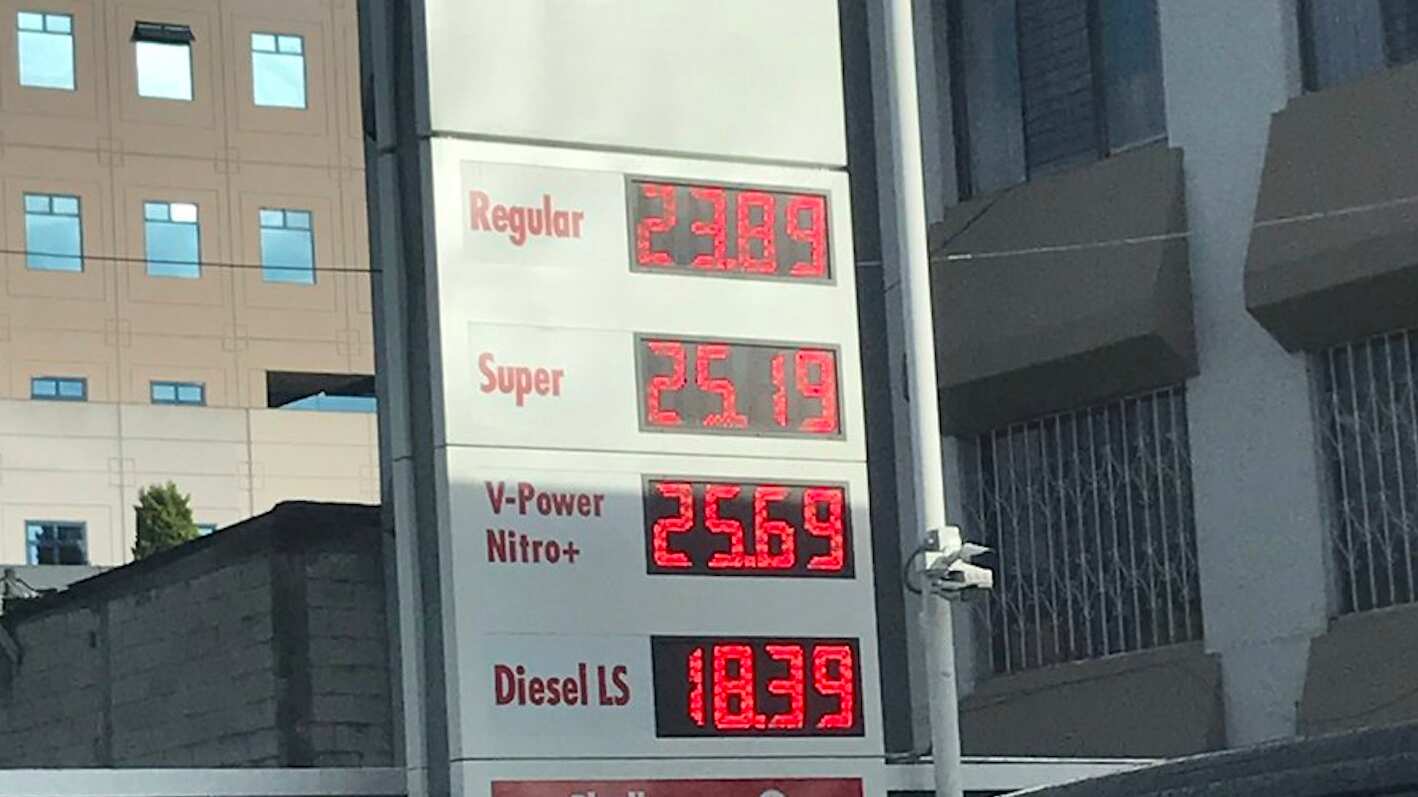 Regular 23.89
Super 25.19
V-Power
Nitro+ 25.69
Diesel LS 18.39